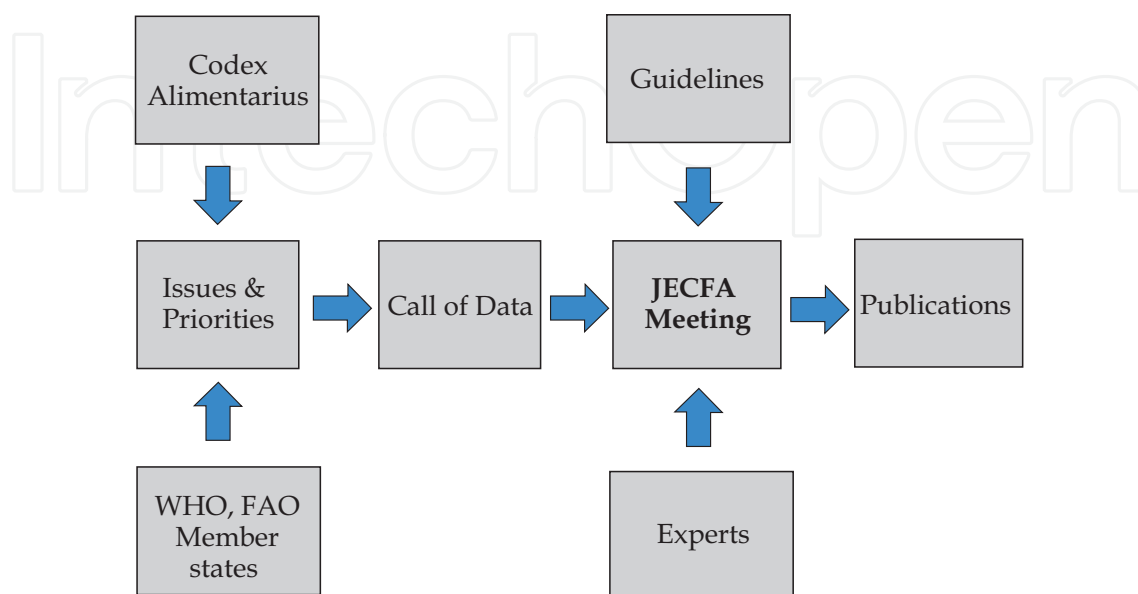 IntechOpen
Codex
Alimentarius
Guidelines
Issues &
Priorities
Call of Data
JECFA
Meeting
Publications
WHO, FAO
Member
states
Experts